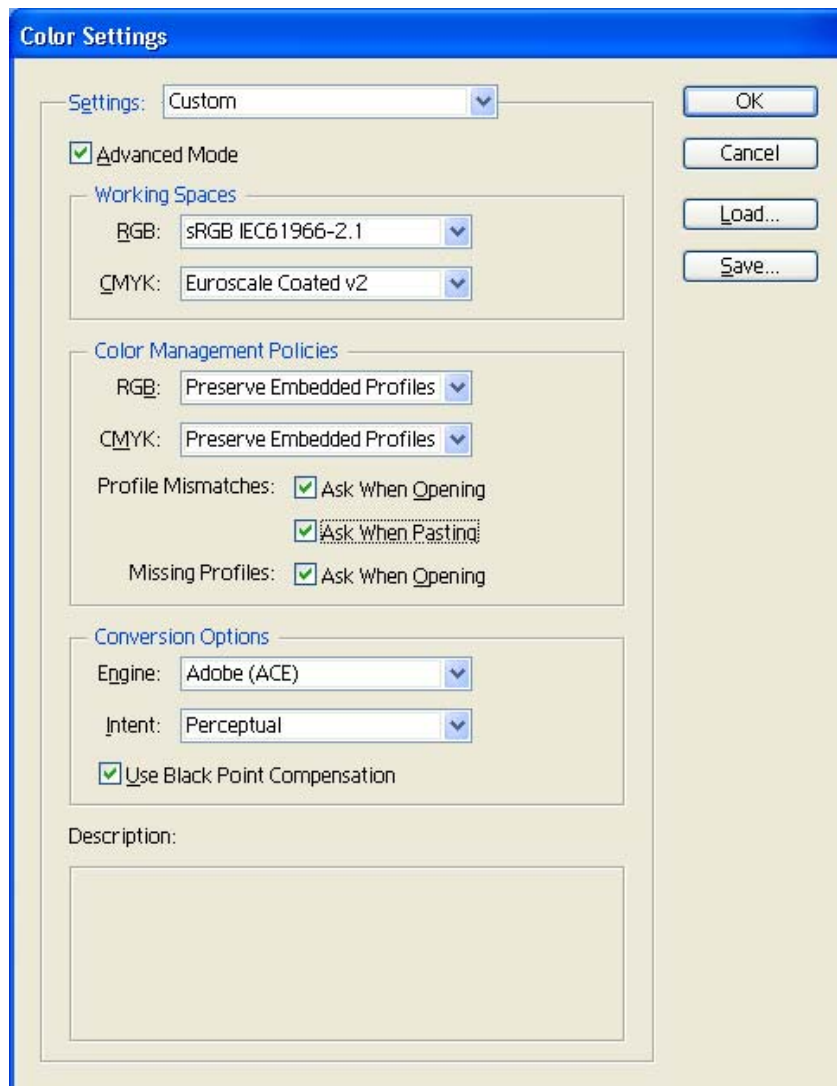 Color Settings
Settings: Custom
OK
Advanced Mode
Cancel
Working Spaces
RGB: sRGB IEC61966-2.1
Load...
CMYK: Euroscale Coated v2
Save...
Color Management Policies
RGB: Preserve Embedded Profiles
CMYK: Preserve Embedded Profiles
Profile Mismatches: Ask When Opening
Ask When Pasting
Missing Profiles: Ask When Opening
Conversion Options
Engine: Adobe (ACE)
Intent: Perceptual
Use Black Point Compensation
Description: